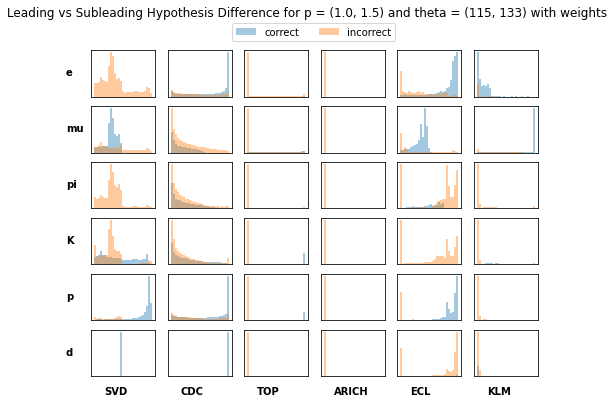 Leading vs Subleading Hypothesis Difference for p = (1.0, 1.5) and theta = (115, 133) with weights
correct incorrect
e
mu
pi
K
p
d
SVD CDC TOP ARICH ECL KLM